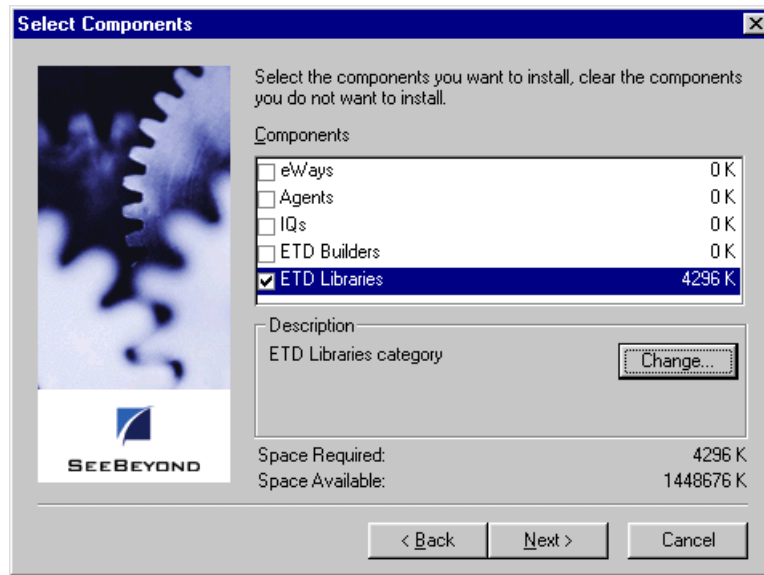 Select Components
Select the components you want to install, clear the components
you do not want to install.
Components
eWays 0 K
Agents 0 K
IQs 0 K
ETD Builders 0 K
ETD Libraries 4296 K
Description
ETD Libraries category
Change...
SEEBEYOND
Space Required: 4296 K
Space Available: 1448676 K
< Back Next > Cancel